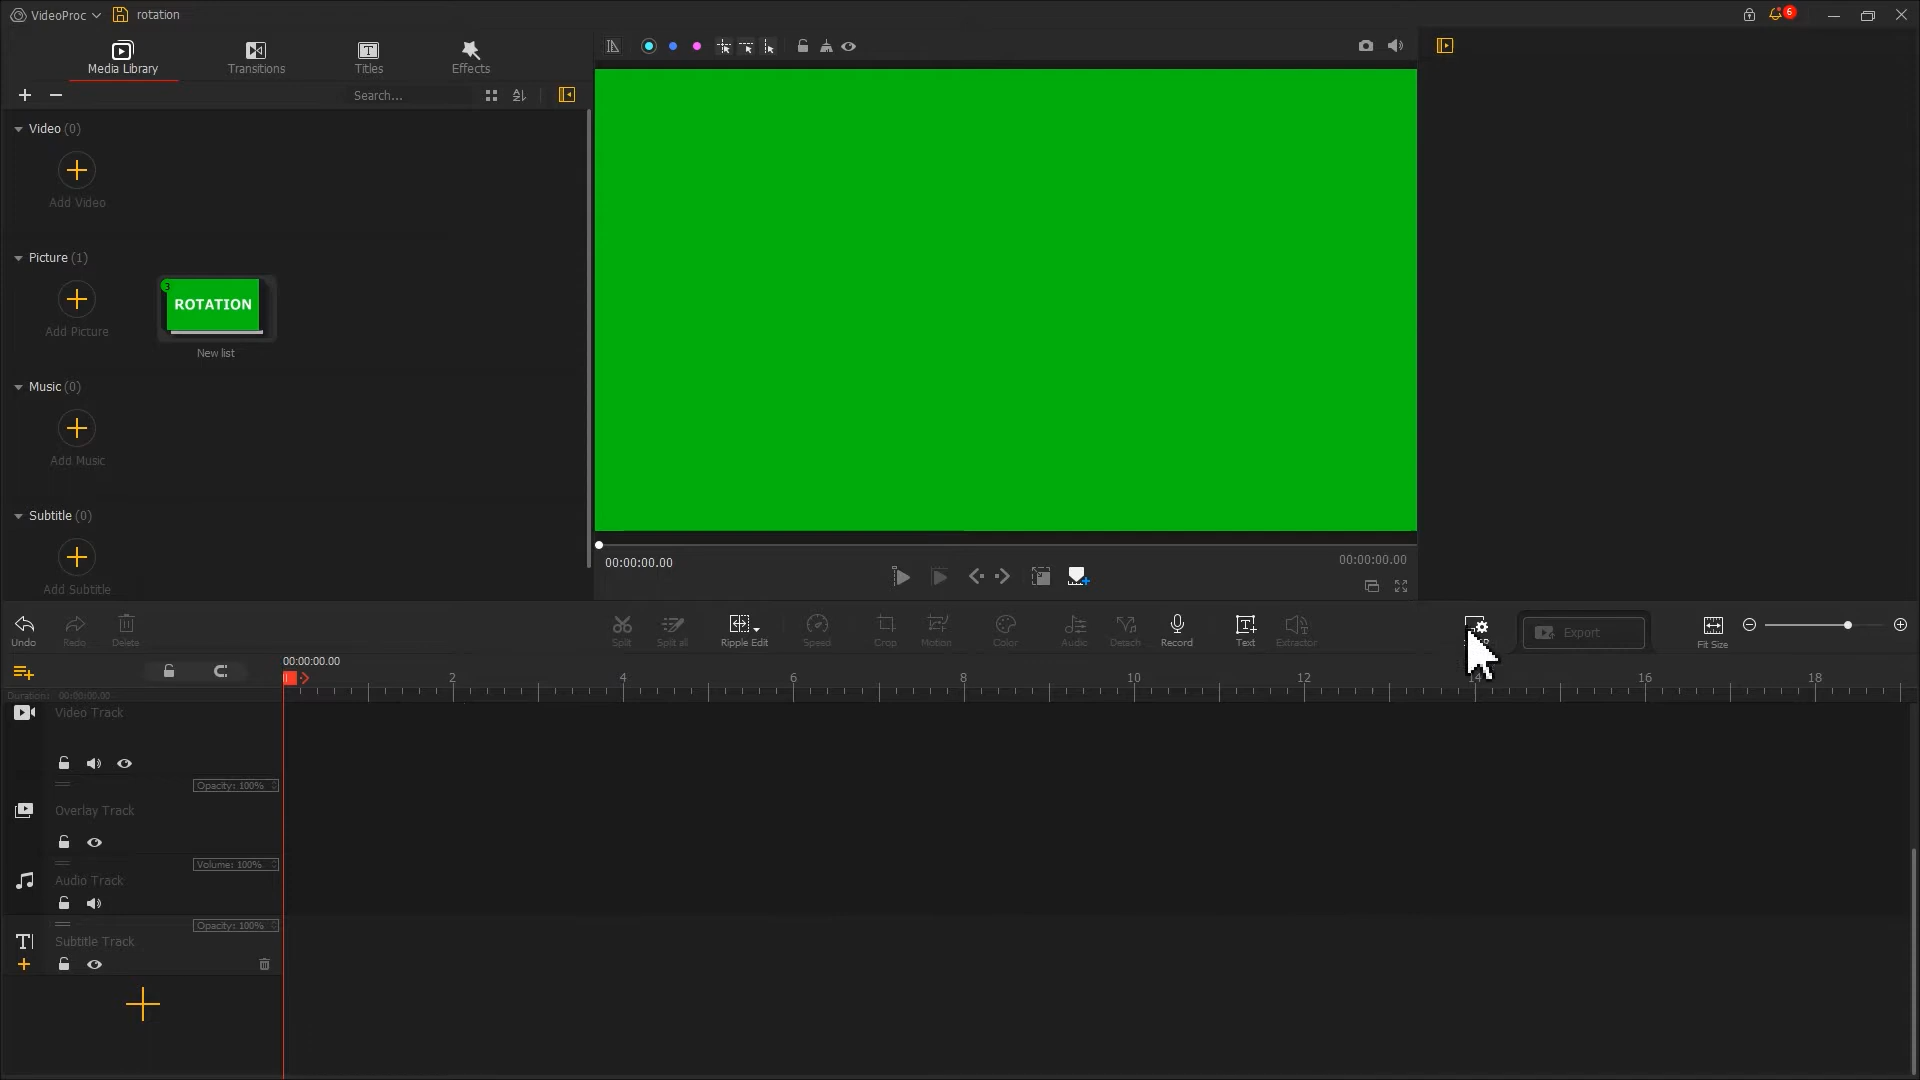 VideoProc rotation 6
Media Library Transitions Titles Effects
Search...
Video (0)
Add Video
Picture (1)
3
ROTATION
Add Picture
New list
Music (0)
Add Music
Subtitle (0)
Add Subtitle
00:00:00.00 00:00:00.00
Undo Redo Delete Split Split all Ripple Edit Speed Crop Motion Color Audio Detach Record Text Extractor Export Fit Size
00:00:00.00
2 4 6 8 10 12 14 16 18
Duration: 00:00:00.00
Video Track
Opacity: 100%
Overlay Track
Volume: 100%
Audio Track
Opacity: 100%
Subtitle Track